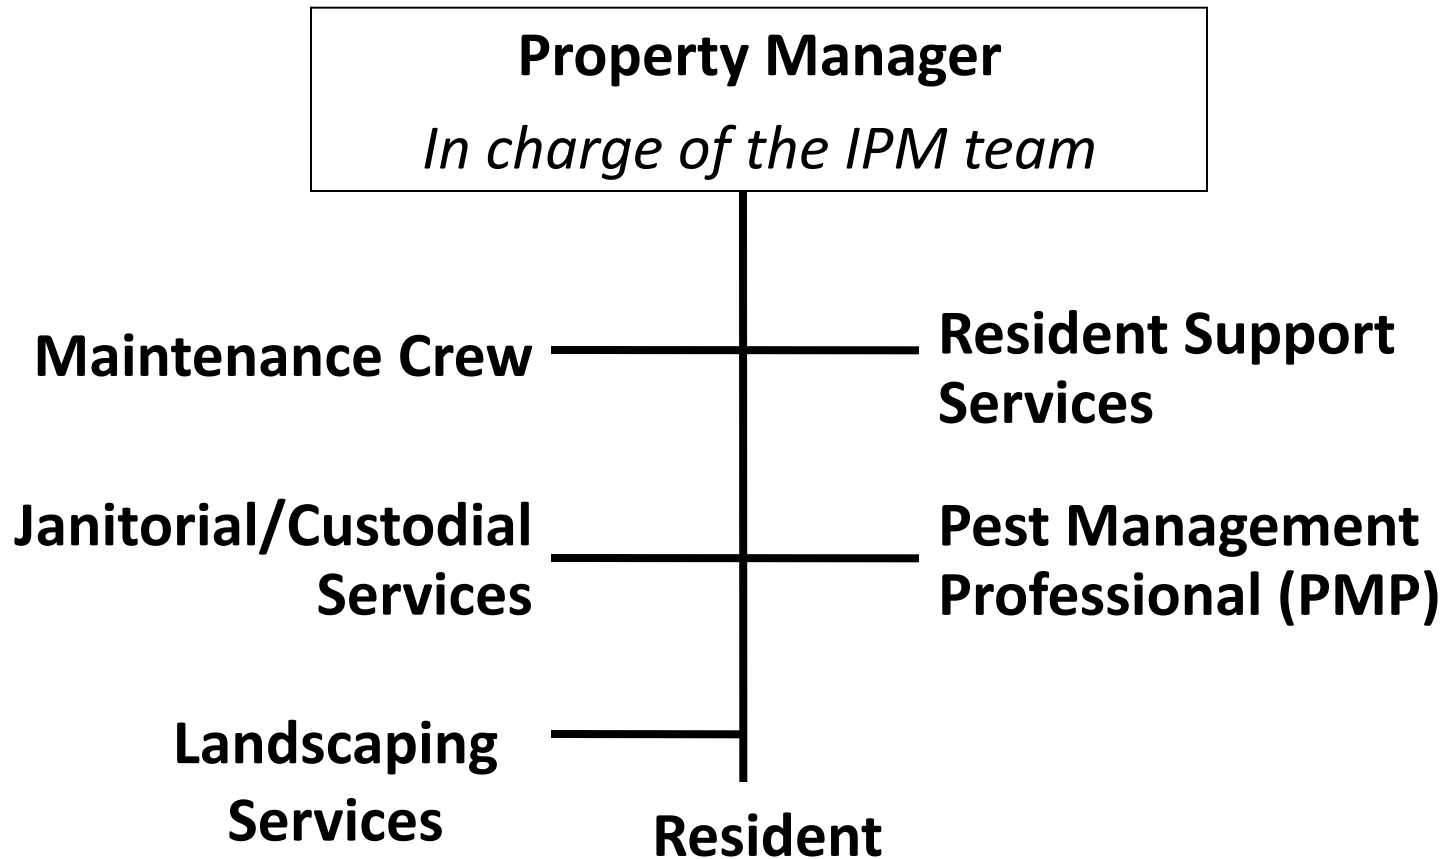 Property Manager
In charge of the IPM team
Maintenance Crew
Resident Support
Services
Janitorial/Custodial
Services
Pest Management
Professional (PMP)
Landscaping
Services
Resident